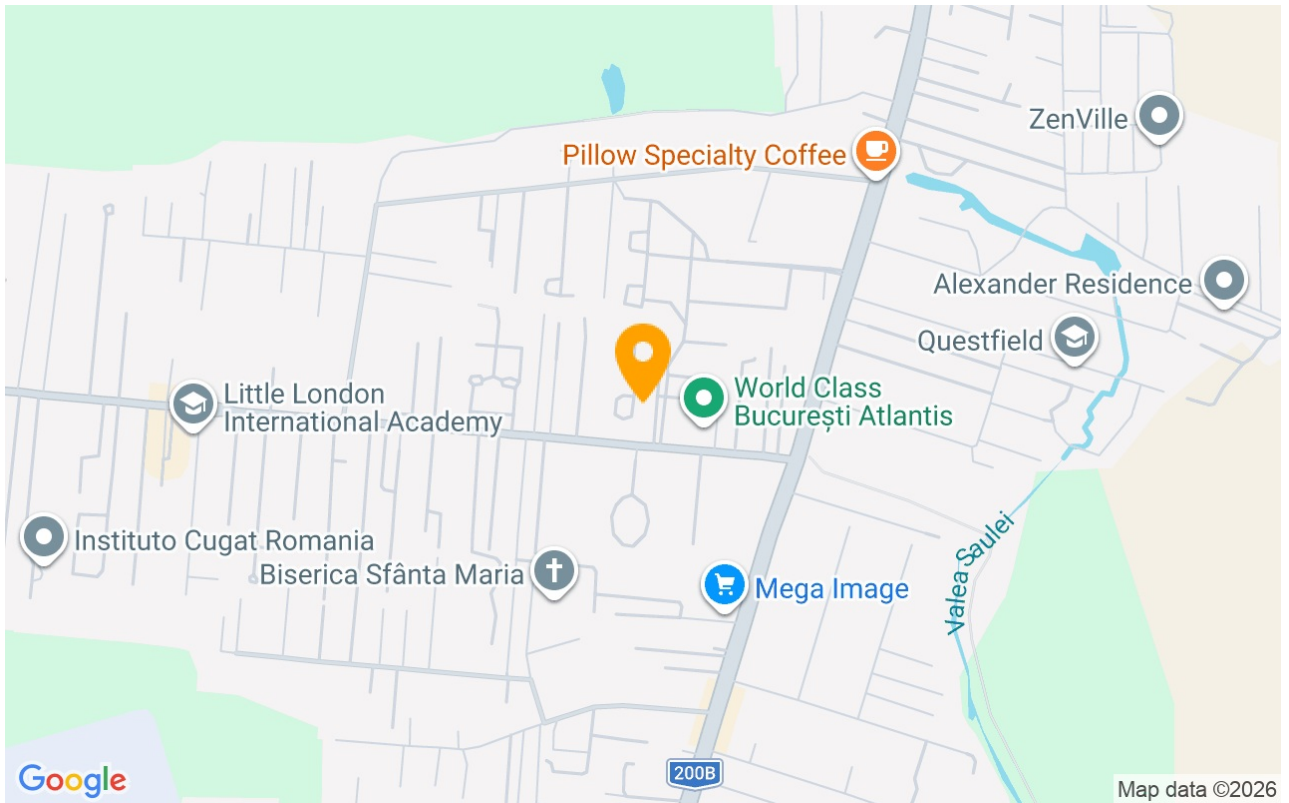 ZenVille
Pillow Specialty Coffee
Alexander Residence
Questfield
World Class
București Atlantis
Little London
International Academy
Valea Saulei
Instituto Cugat Romania
Biserica Sfânta Maria
Mega Image
200B
Google
Map data ©2026